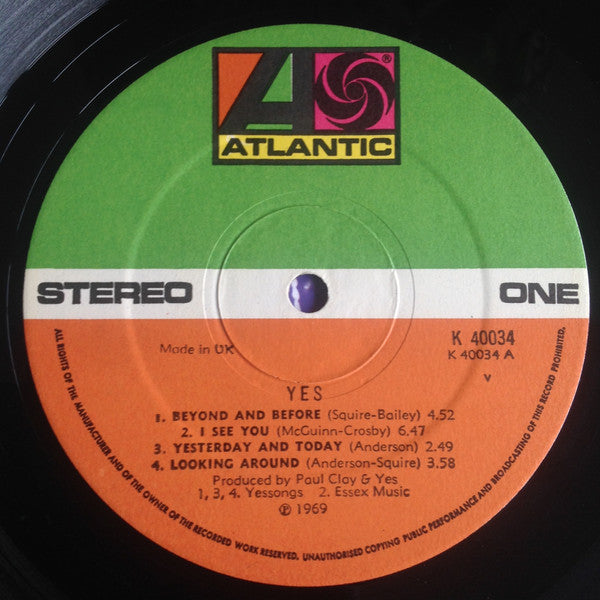 ®
ATLANTIC
STEREO ONE
Made in UK
K 40034
K 40034 A
V
YES
1. BEYOND AND BEFORE (Squire-Bailey) 4.52
2. I SEE YOU (McGuinn-Crosby) 6.47
3. YESTERDAY AND TODAY (Anderson) 2.49
4. LOOKING AROUND (Anderson-Squire) 3.58
Produced by Paul Clay & Yes
1, 3, 4. Yessongs 2. Essex Music
℗ 1969
ALL RIGHTS OF THE MANUFACTURER AND OF THE OWNER OF THE RECORDED WORK RESERVED. UNAUTHORISED COPYING PUBLIC PERFORMANCE AND BROADCASTING OF THIS RECORD PROHIBITED.